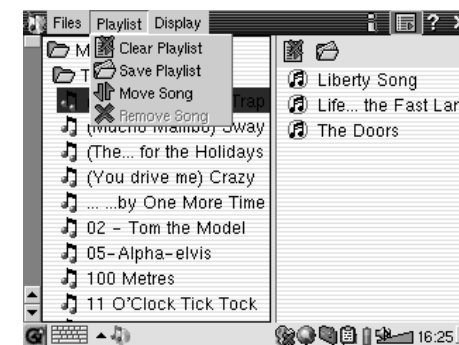 Files Playlist Display ?
M
T
Clear Playlist
Save Playlist
Move Song
Remove Song
Trap
(Mucho Mambo) Sway
(The... for the Holidays
(You drive me) Crazy
... ...by One More Time
02 - Tom the Model
05-Alpha-elvis
100 Metres
11 O'Clock Tick Tock
Liberty Song
Life... the Fast Lan
The Doors
16:25